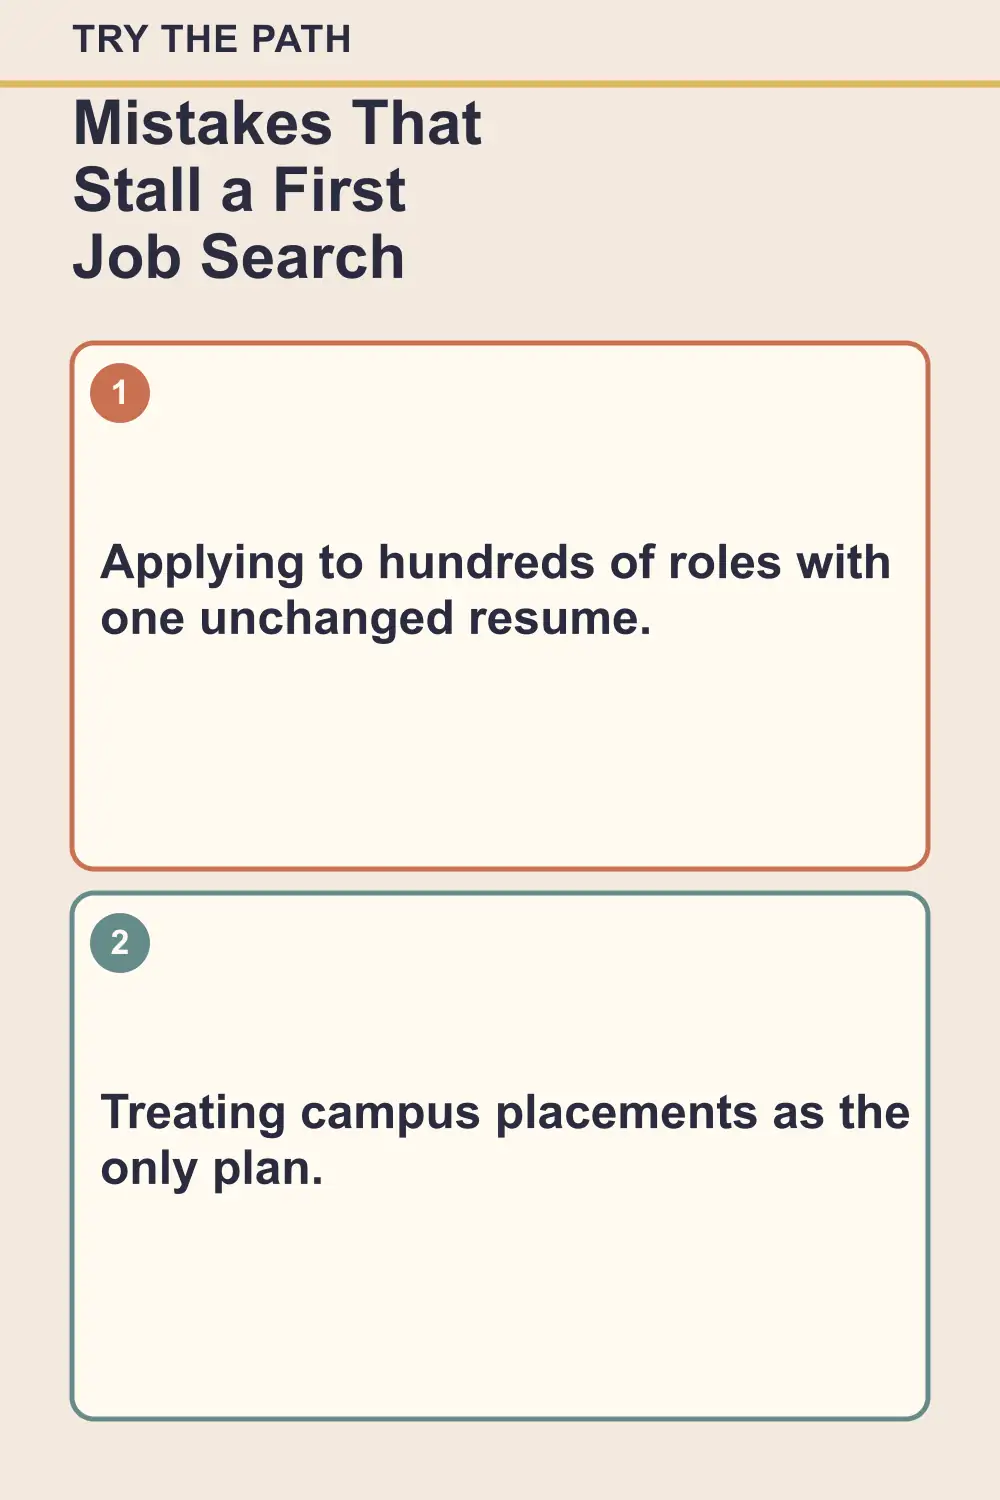 TRY THE PATH
Mistakes That
Stall a First
Job Search
1
Applying to hundreds of roles with
one unchanged resume.
2
Treating campus placements as the
only plan.